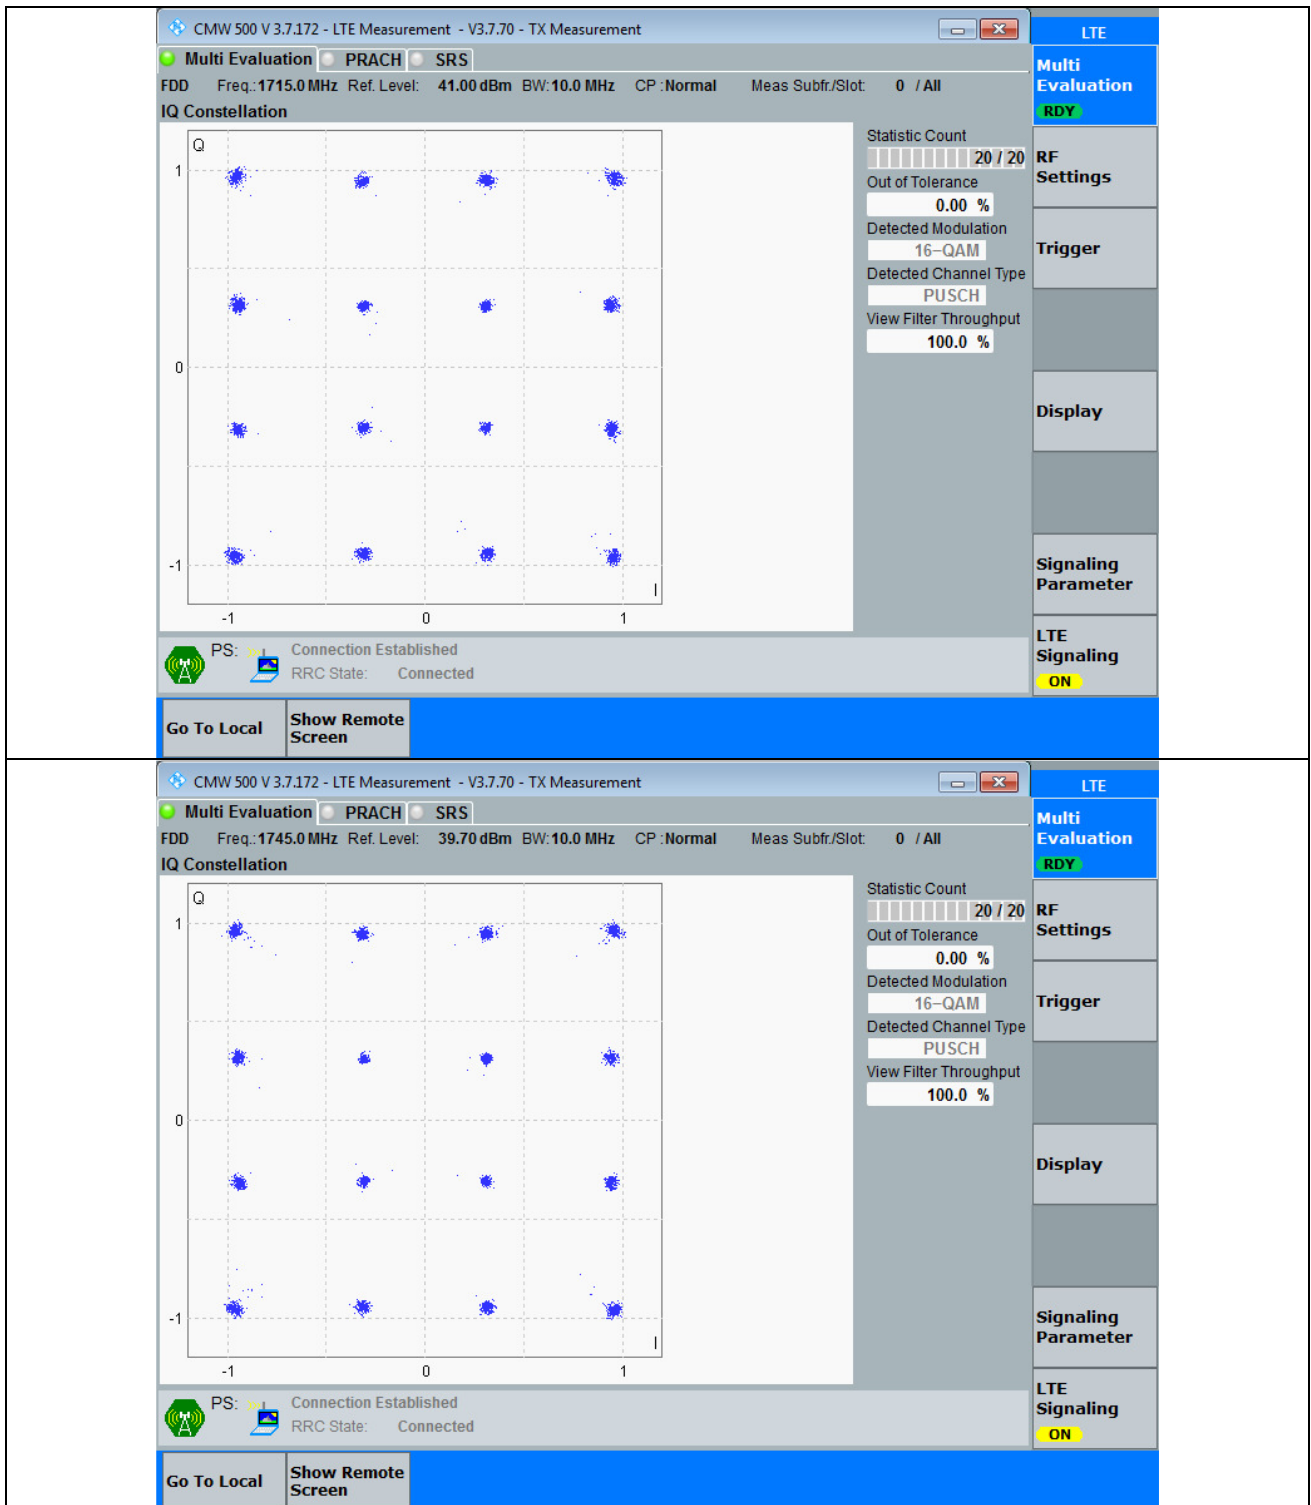 CMW 500 V 3.7.172 - LTE Measurement - V3.7.70 - TX Measurement
LTE
Multi Evaluation PRACH SRS
Multi
Evaluation
RDY
FDD Freq.:1715.0 MHz Ref. Level: 41.00 dBm BW:10.0 MHz CP :Normal Meas Subfr./Slot: 0 / All
IQ Constellation
Q
1
0
-1
I
-1 0 1
Statistic Count
20 / 20
Out of Tolerance
0.00 %
Detected Modulation
16-QAM
Detected Channel Type
PUSCH
View Filter Throughput
100.0 %
RF
Settings
Trigger
Display
Signaling
Parameter
LTE
Signaling
ON
PS: Connection Established
RRC State: Connected
Go To Local
Show Remote
Screen
CMW 500 V 3.7.172 - LTE Measurement - V3.7.70 - TX Measurement
LTE
Multi Evaluation PRACH SRS
Multi
Evaluation
RDY
FDD Freq.:1745.0 MHz Ref. Level: 39.70 dBm BW:10.0 MHz CP :Normal Meas Subfr./Slot: 0 / All
IQ Constellation
Q
1
0
-1
I
-1 0 1
Statistic Count
20 / 20
Out of Tolerance
0.00 %
Detected Modulation
16-QAM
Detected Channel Type
PUSCH
View Filter Throughput
100.0 %
RF
Settings
Trigger
Display
Signaling
Parameter
LTE
Signaling
ON
PS: Connection Established
RRC State: Connected
Go To Local
Show Remote
Screen